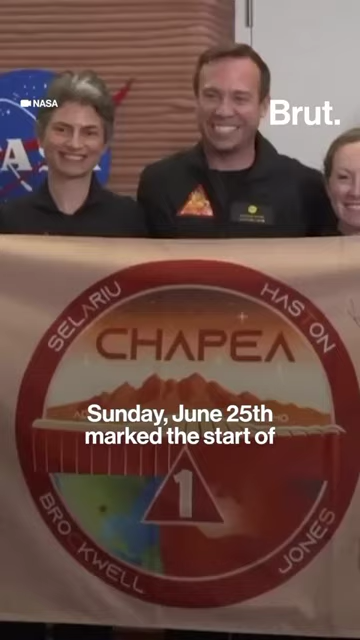 NASA
Brut.
SELARIU
HASTON
CHAPEA
Sunday, June 25th
marked the start of
1
BROCKWELL
JONES